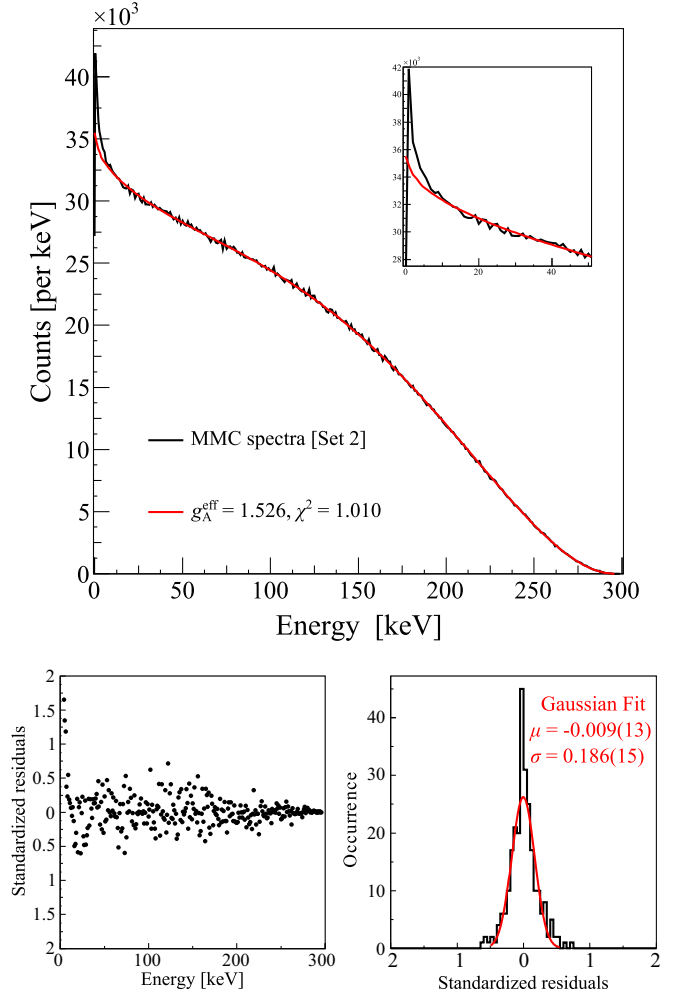 ×10³
40
35
30
25
20
15
10
5
0
Counts [per keV]
×10³
42
40
38
36
34
32
30
28
0 20 40
MMC spectra [Set 2]
g_A^eff = 1.526, χ² = 1.010
0 50 100 150 200 250 300
Energy [keV]
2
1.5
1
0.5
0
0.5
1
1.5
2
Standardized residuals
0 100 200 300
Energy [keV]
40
30
20
10
0
Occurrence
Gaussian Fit
μ = -0.009(13)
σ = 0.186(15)
2 1 0 1 2
Standardized residuals